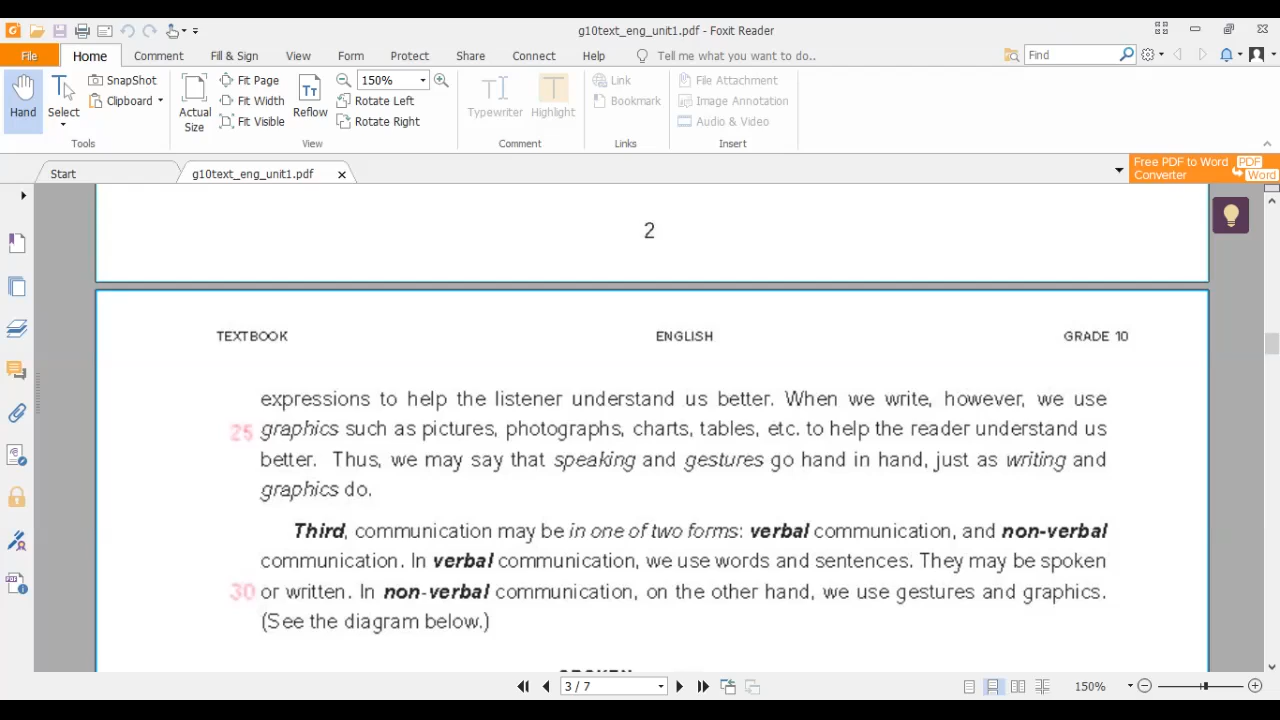 g10text_eng_unit1.pdf - Foxit Reader
File Home Comment Fill & Sign View Form Protect Share Connect Help Tell me what you want to do.. Find
Hand
Select
SnapShot
Clipboard
Tools
Actual Size
Fit Page
Fit Width
Fit Visible
Reflow
150%
Rotate Left
Rotate Right
View
Typewriter
Highlight
Comment
Link
Bookmark
Links
File Attachment
Image Annotation
Audio & Video
Insert
Start g10text_eng_unit1.pdf
Free PDF to Word PDF
Converter Word
2
TEXTBOOK ENGLISH GRADE 10
expressions to help the listener understand us better. When we write, however, we use
25 graphics such as pictures, photographs, charts, tables, etc. to help the reader understand us
better. Thus, we may say that speaking and gestures go hand in hand, just as writing and
graphics do.
Third, communication may be in one of two forms: verbal communication, and non-verbal
communication. In verbal communication, we use words and sentences. They may be spoken
30 or written. In non-verbal communication, on the other hand, we use gestures and graphics.
(See the diagram below.)
SPOKEN
3 / 7 150%